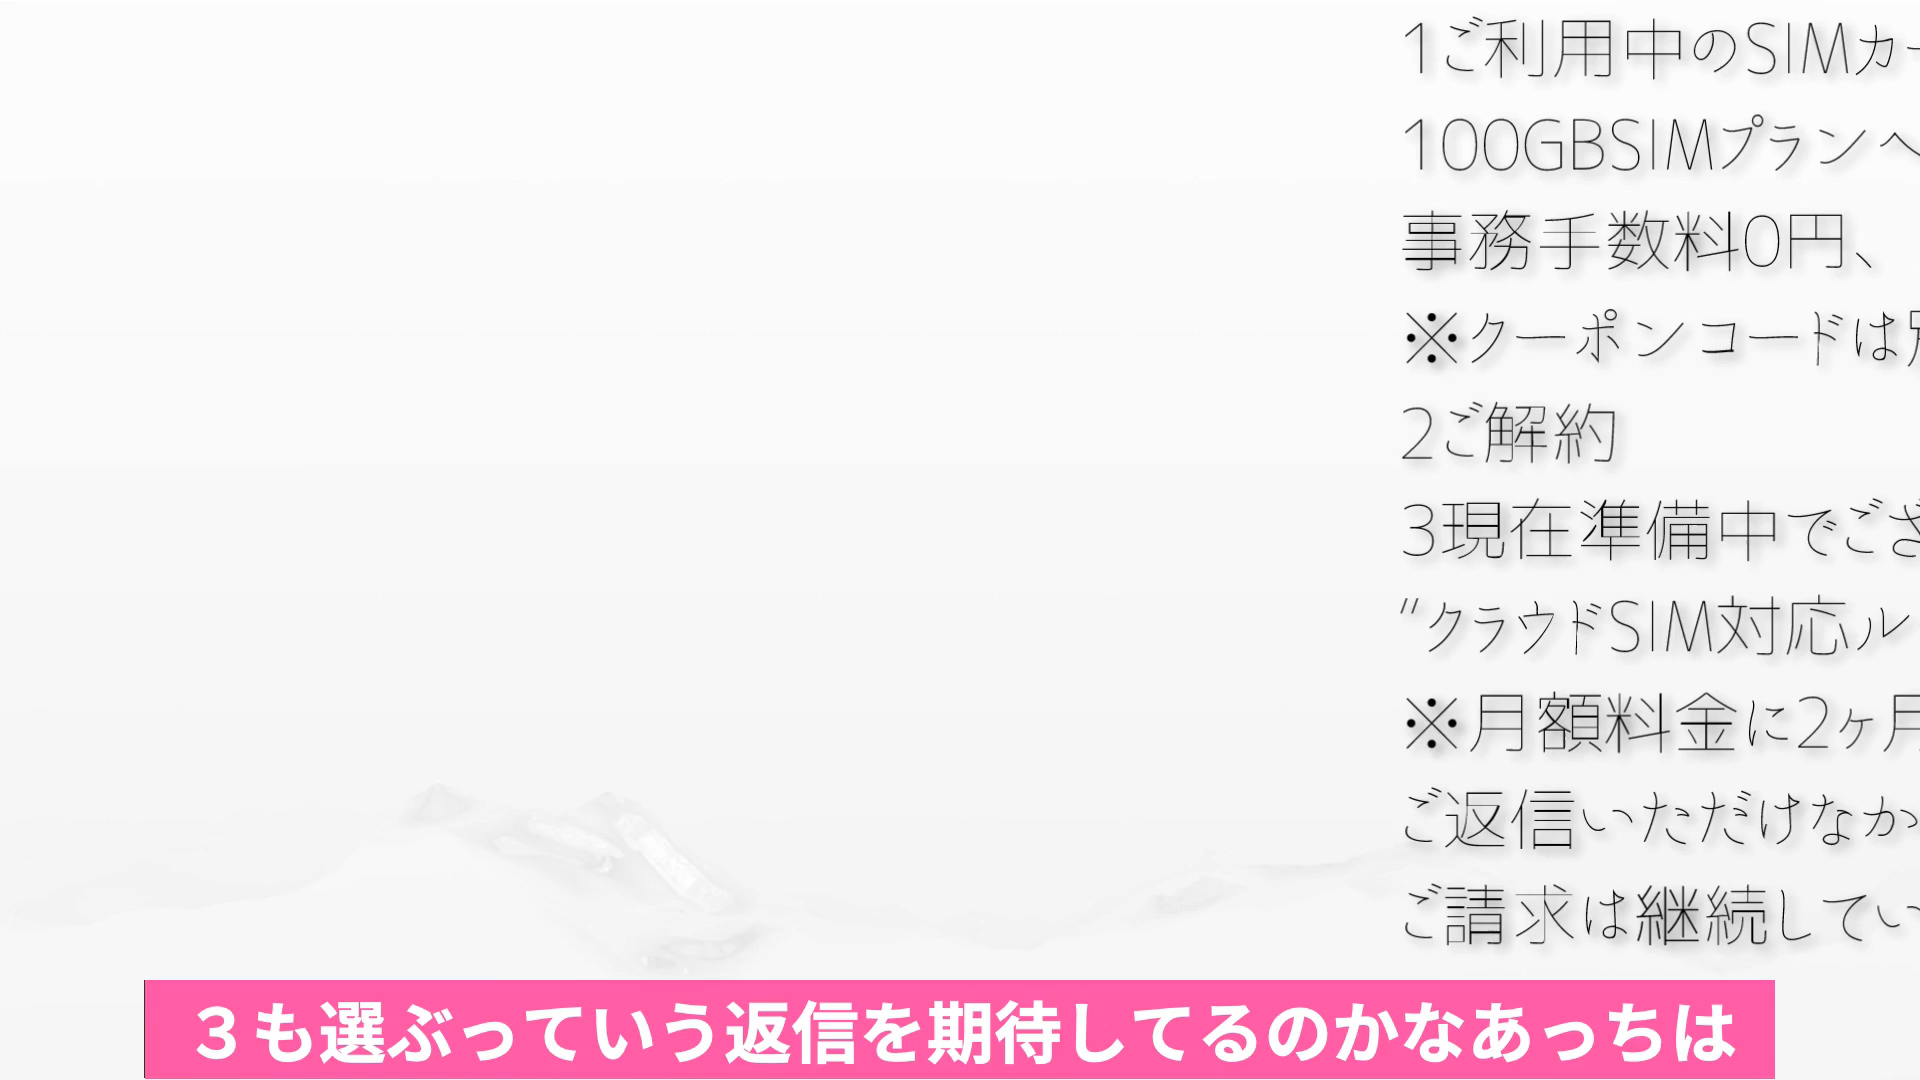 1ご利用中のSIMカー
100GBSIMプランへ
事務手数料0円、
※クーポンコードは別
2ご解約
3現在準備中でござ
“クラウドSIM対応ル
※月額料金に2ヶ月
ご返信いただけなか
ご請求は継続してい
３も選ぶっていう返信を期待してるのかなあっちは